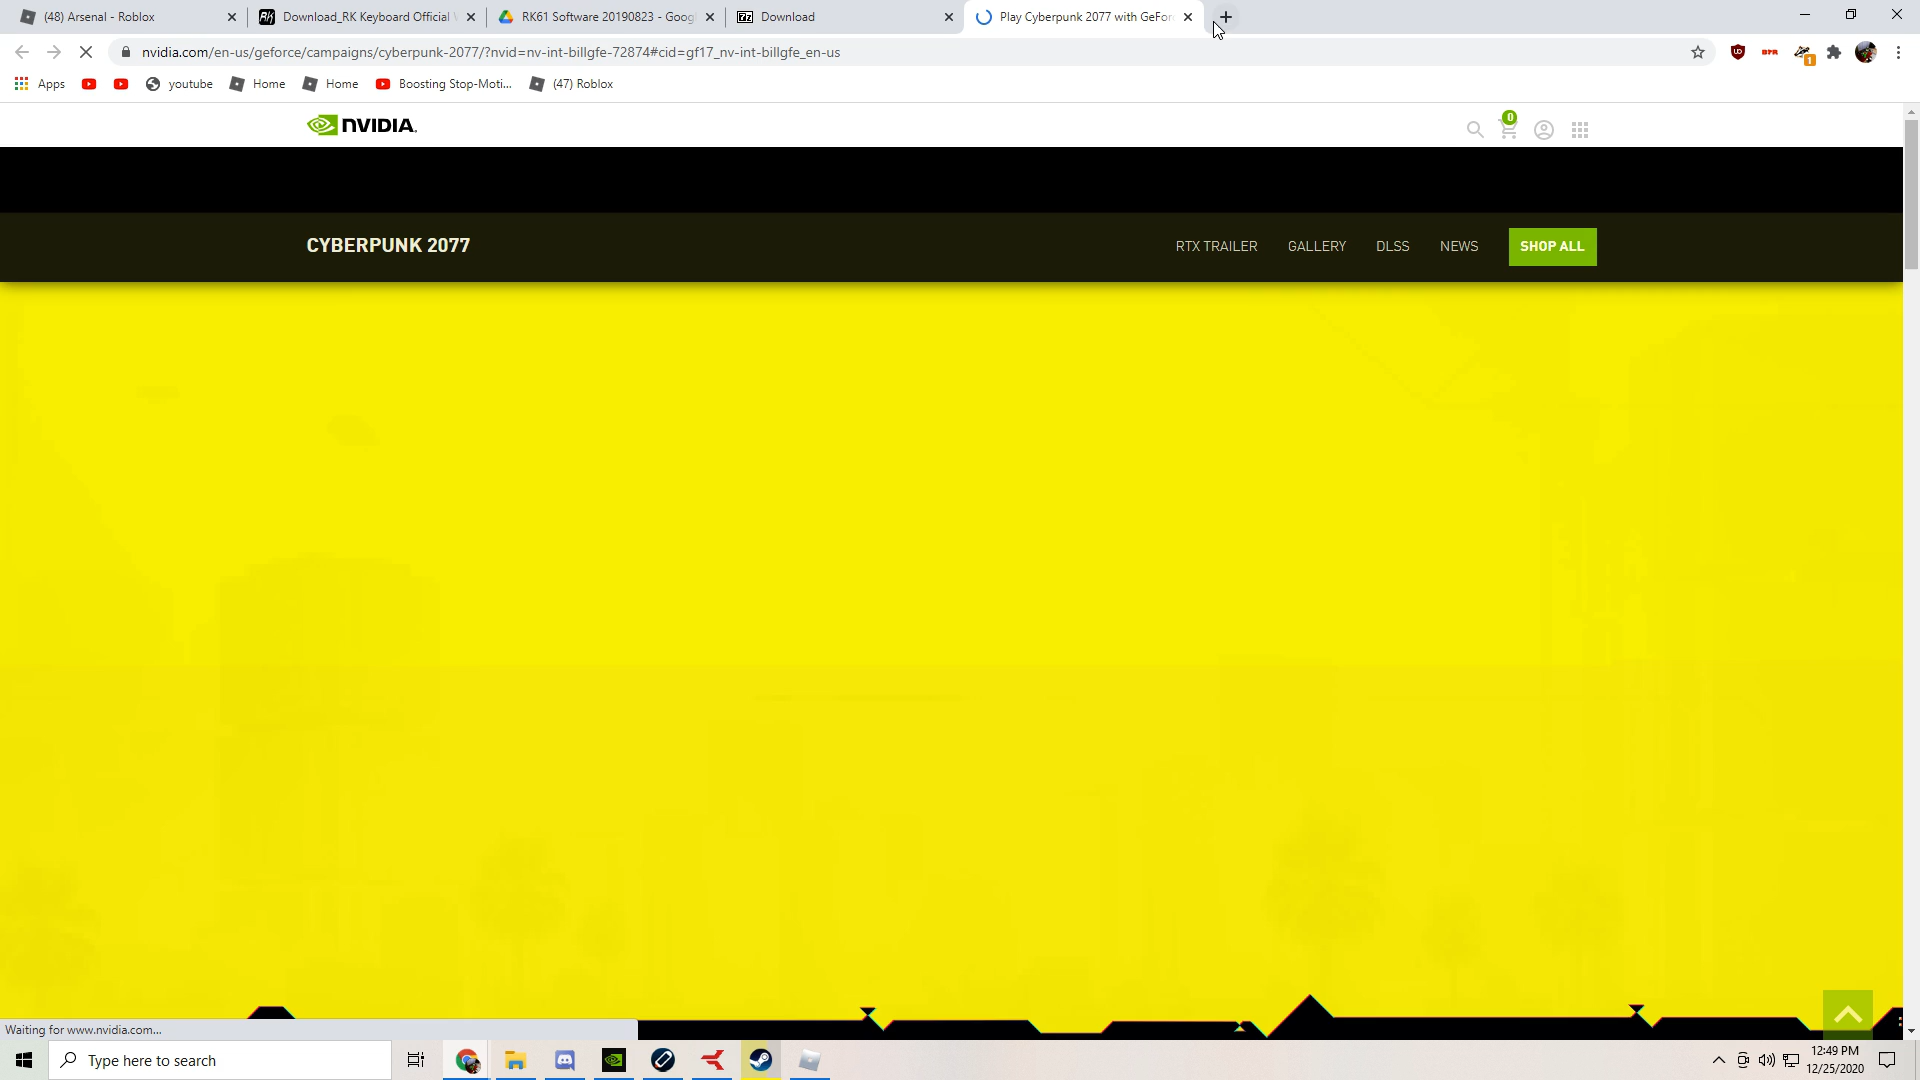 (48) Arsenal - Roblox
Download_RK Keyboard Official
RK61 Software 20190823 - Goog
7z Download
Play Cyberpunk 2077 with GeFor
nvidia.com/en-us/geforce/campaigns/cyberpunk-2077/?nvid=nv-int-billgfe-72874#cid=gf17_nv-int-billgfe_en-us
1
Apps
youtube
Home
Home
Boosting Stop-Moti...
(47) Roblox
NVIDIA.
0
CYBERPUNK 2077
RTX TRAILER
GALLERY
DLSS
NEWS
SHOP ALL
Waiting for www.nvidia.com...
Type here to search
12:49 PM
12/25/2020